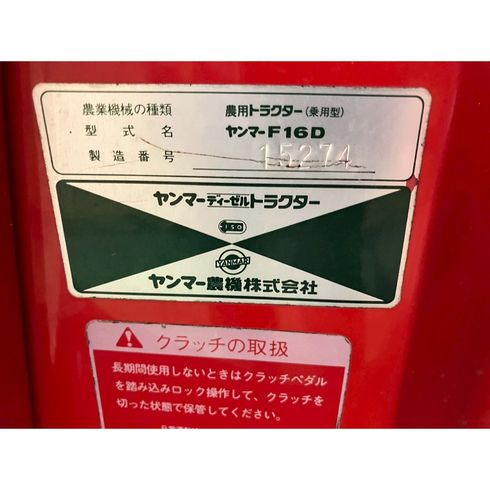 農業機械の種類 農用トラクター(乗用型)
型式名 ヤンマーF16D
製造番号 15274
ヤンマーディーゼルトラクター
ISO
YANMAR
ヤンマー農機株式会社
クラッチの取扱
長期間使用しないときはクラッチペダル
を踏み込みロック操作して、クラッチを
切った状態で保管してください。